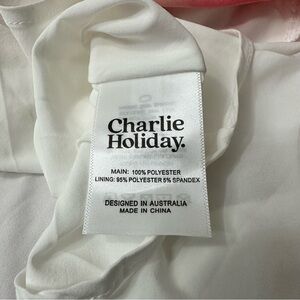 Charlie
Holiday.
MAIN: 100% POLYESTER
LINING: 95% POLYESTER 5% SPANDEX
DESIGNED IN AUSTRALIA
MADE IN CHINA